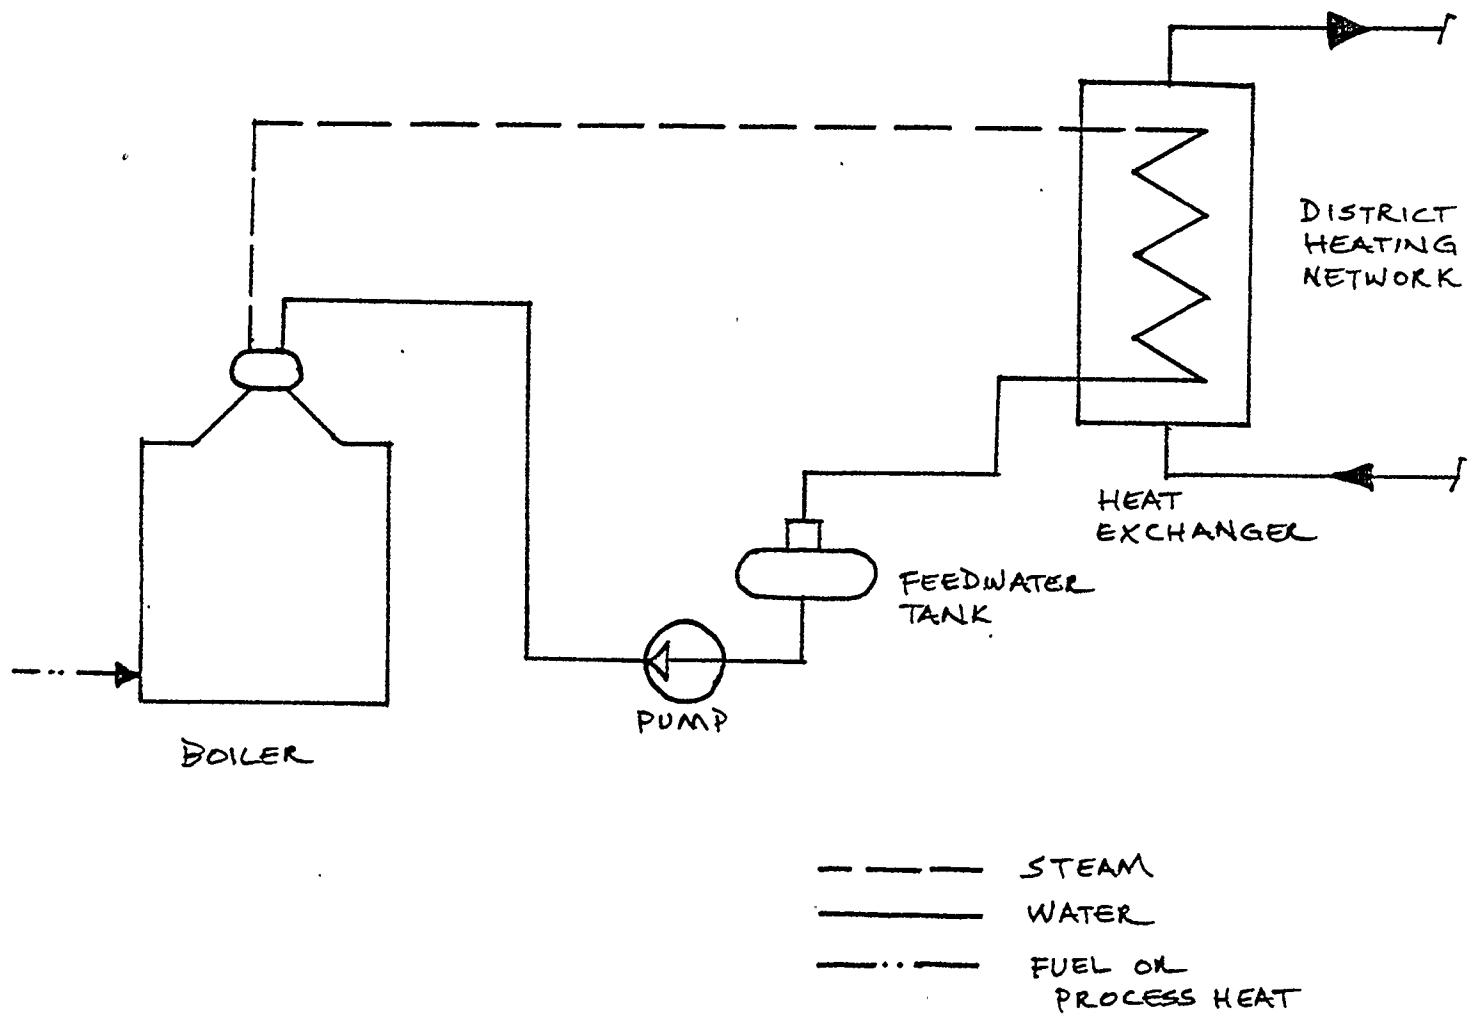 DISTRICT
HEATING
NETWORK
HEAT
EXCHANGER
FEEDWATER
TANK
PUMP
BOILER
STEAM
WATER
FUEL OR
PROCESS HEAT